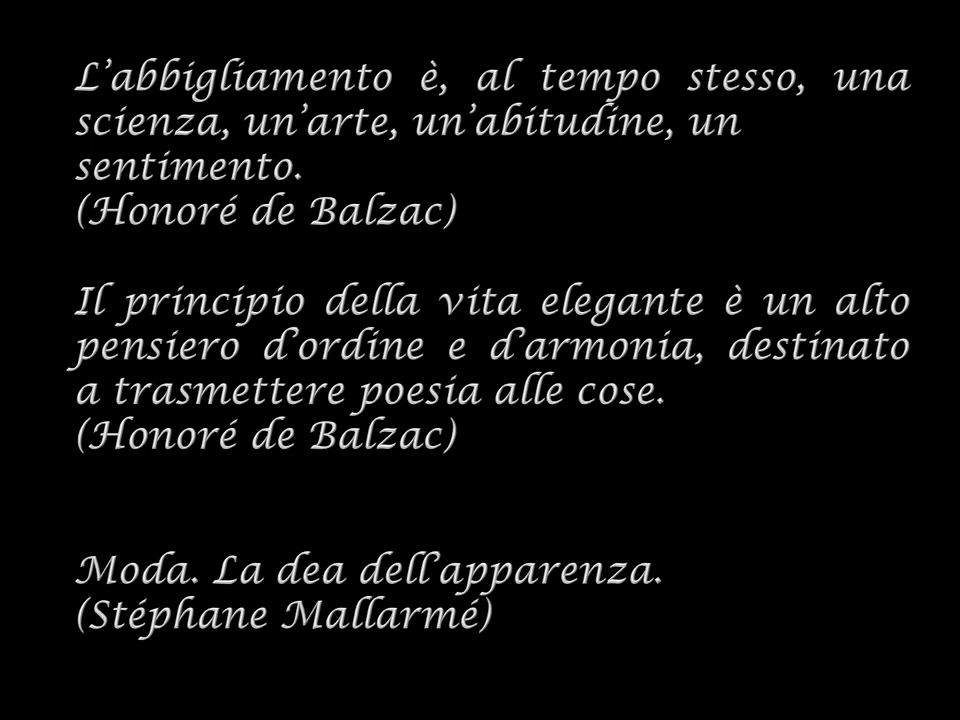 L’abbigliamento è, al tempo stesso, una
scienza, un’arte, un’abitudine, un
sentimento.
(Honoré de Balzac)
Il principio della vita elegante è un alto
pensiero d’ordine e d’armonia, destinato
a trasmettere poesia alle cose.
(Honoré de Balzac)
Moda. La dea dell’apparenza.
(Stéphane Mallarmé)